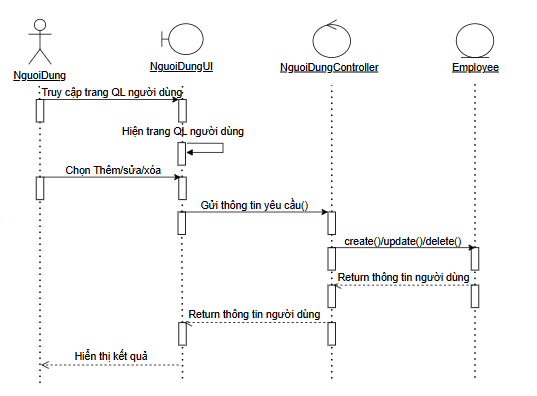 NguoiDung
NguoiDungUI
NguoiDungController
Employee
Truy cập trang QL người dùng
Hiện trang QL người dùng
Chọn Thêm/sửa/xóa
Gửi thông tin yêu cầu()
create()/update()/delete()
Return thông tin người dùng
Return thông tin người dùng
Hiển thị kết quả